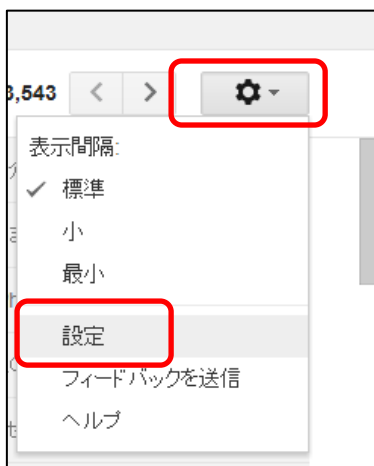 3,543
表示間隔:
標準
小
最小
設定
フィードバックを送信
ヘルプ